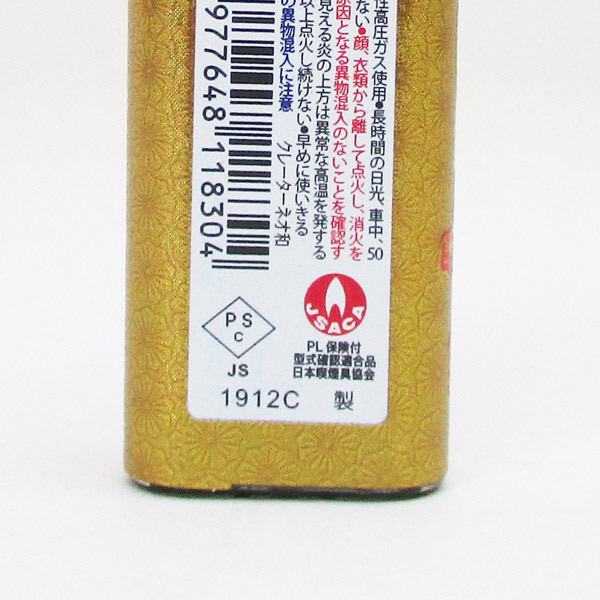 性高圧ガス使用●長時間の日光、車中、50
ない●顔、衣類から離して点火し、消火を
原因となる異物混入のないことを確認す
見える炎の上方は異常な高温を発する
以上点火し続けない●早めに使いきる
の異物混入に注意
クレーターネオ和
977648 118304
PS
C
JS
JSACA
PL保険付
型式確認適合品
日本喫煙具協会
1912C 製